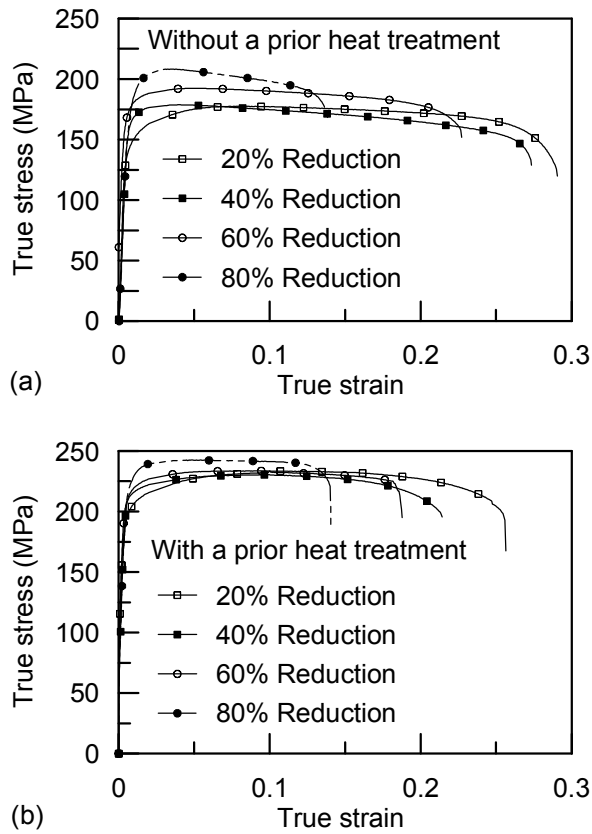 250
200
150
100
50
0
True stress (MPa)
Without a prior heat treatment
20% Reduction
40% Reduction
60% Reduction
80% Reduction
0
0.1
0.2
0.3
(a)
True strain
250
200
150
100
50
0
True stress (MPa)
With a prior heat treatment
20% Reduction
40% Reduction
60% Reduction
80% Reduction
0
0.1
0.2
0.3
(b)
True strain